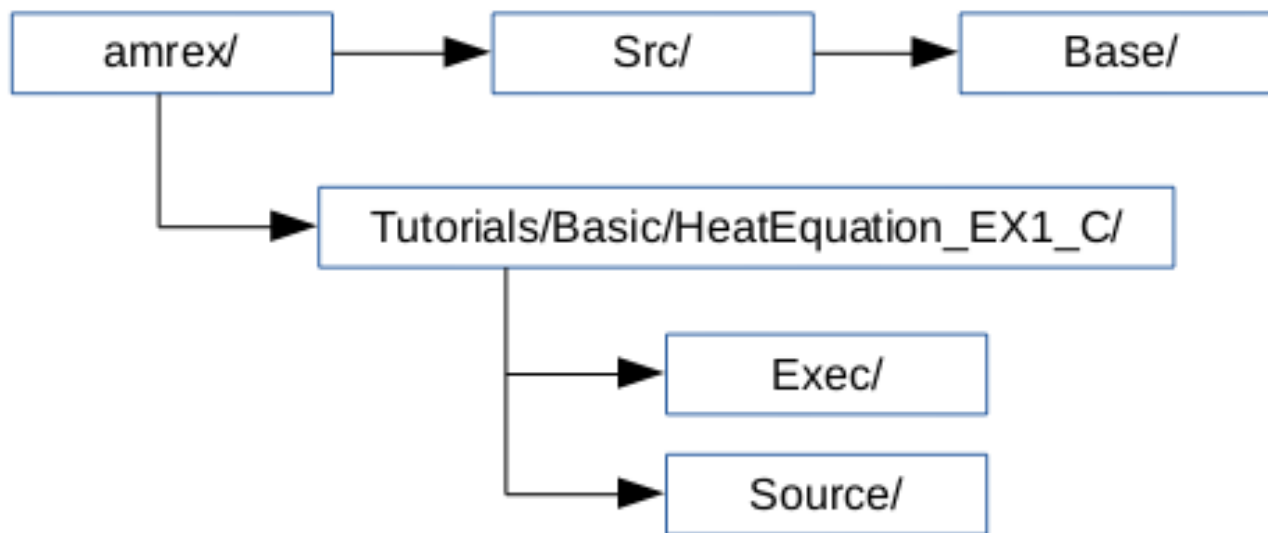 amrex/
Src/
Base/
Tutorials/Basic/HeatEquation_EX1_C/
Exec/
Source/